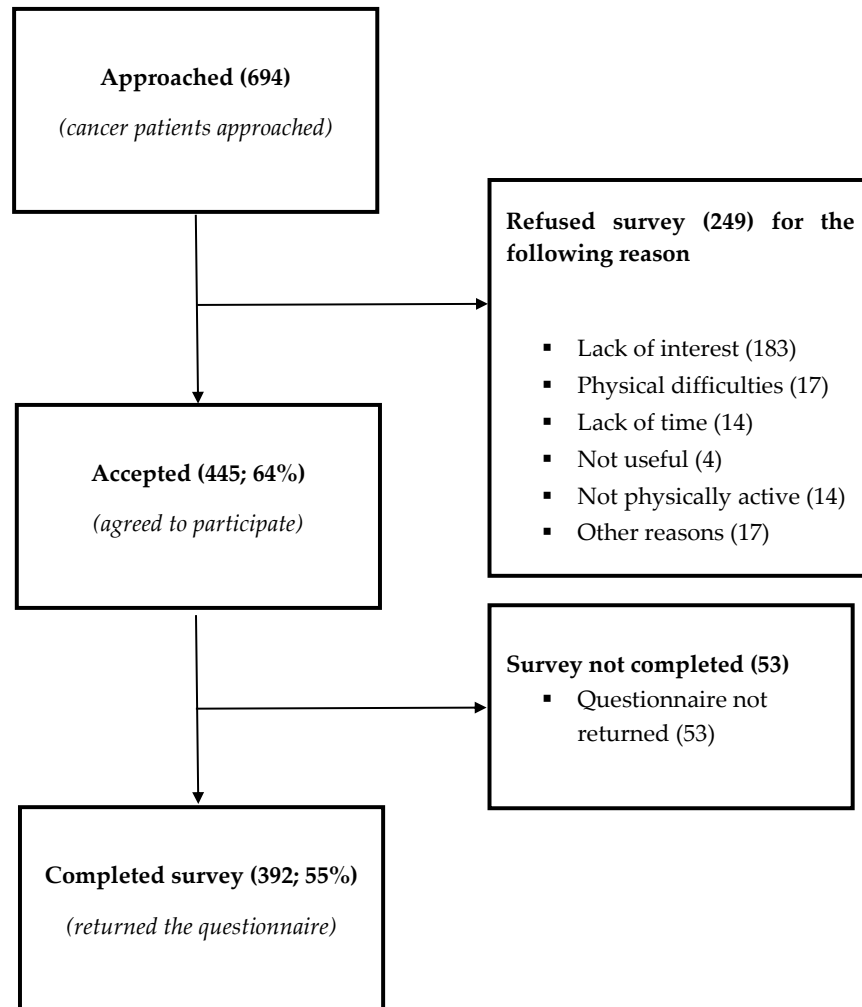 Approached (694)
(cancer patients approached)
Refused survey (249) for the
following reason
▪ Lack of interest (183)
▪ Physical difficulties (17)
▪ Lack of time (14)
▪ Not useful (4)
▪ Not physically active (14)
▪ Other reasons (17)
Accepted (445; 64%)
(agreed to participate)
Survey not completed (53)
▪ Questionnaire not
returned (53)
Completed survey (392; 55%)
(returned the questionnaire)